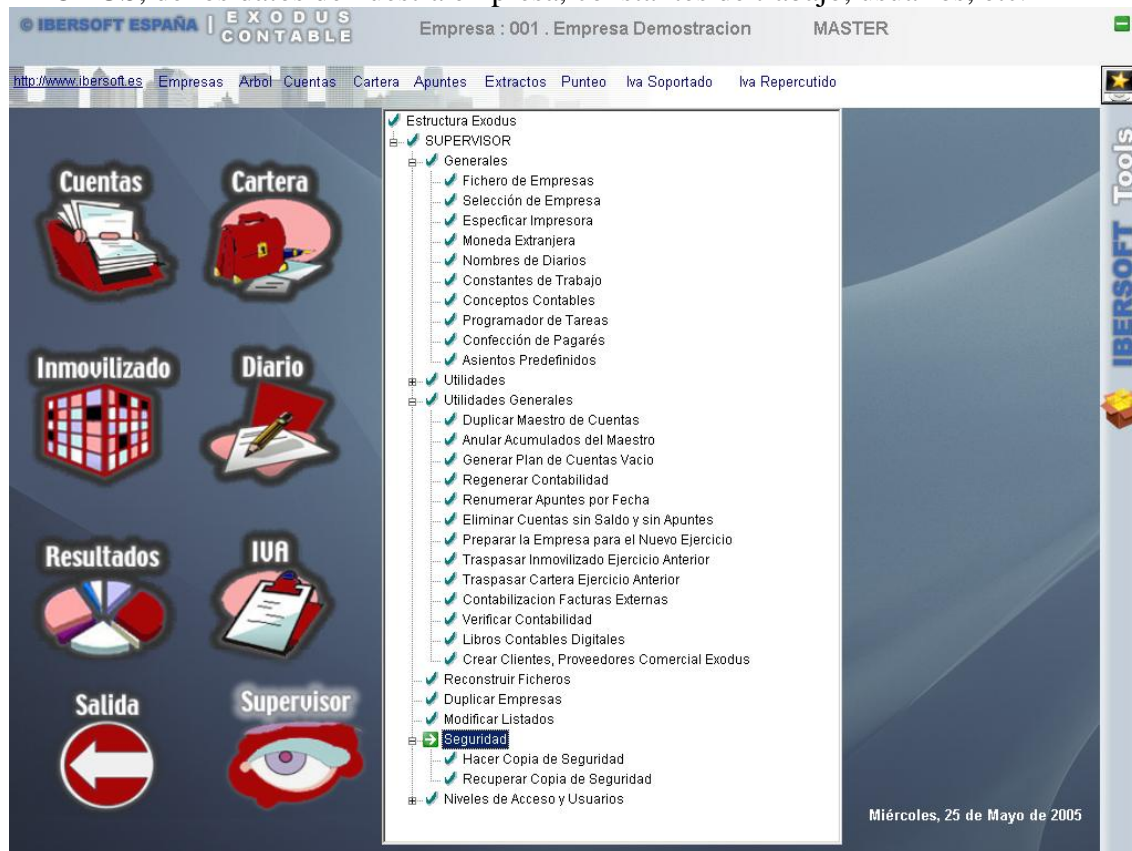 © IBERSOFT ESPAÑA | EXODUS CONTABLE Empresa : 001 . Empresa Demostracion MASTER
http://www.ibersoft.es Empresas Arbol Cuentas Cartera Apuntes Extractos Punteo Iva Soportado Iva Repercutido
Cuentas
Cartera
Inmovilizado
Diario
Resultados
IVA
Salida
Supervisor
Estructura Exodus
SUPERVISOR
Generales
Fichero de Empresas
Selección de Empresa
Especficar Impresora
Moneda Extranjera
Nombres de Diarios
Constantes de Trabajo
Conceptos Contables
Programador de Tareas
Confección de Pagarés
Asientos Predefinidos
Utilidades
Utilidades Generales
Duplicar Maestro de Cuentas
Anular Acumulados del Maestro
Generar Plan de Cuentas Vacio
Regenerar Contabilidad
Renumerar Apuntes por Fecha
Eliminar Cuentas sin Saldo y sin Apuntes
Preparar la Empresa para el Nuevo Ejercicio
Traspasar Inmovilizado Ejercicio Anterior
Traspasar Cartera Ejercicio Anterior
Contabilizacion Facturas Externas
Verificar Contabilidad
Libros Contables Digitales
Crear Clientes, Proveedores Comercial Exodus
Reconstruir Ficheros
Duplicar Empresas
Modificar Listados
Seguridad
Hacer Copia de Seguridad
Recuperar Copia de Seguridad
Niveles de Acceso y Usuarios
IBERSOFT Tools
Miércoles, 25 de Mayo de 2005